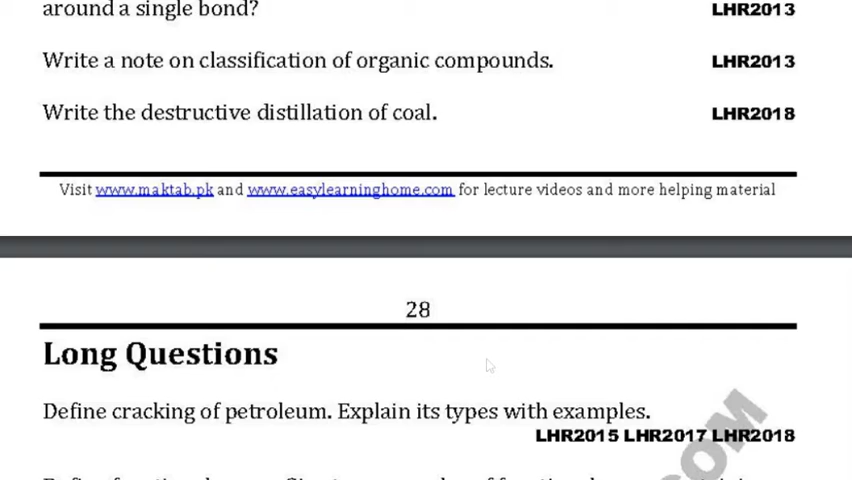 around a single bond? LHR2013
Write a note on classification of organic compounds. LHR2013
Write the destructive distillation of coal. LHR2018
Visit www.maktab.pk and www.easylearninghome.com for lecture videos and more helping material
28
Long Questions
Define cracking of petroleum. Explain its types with examples.
LHR2015 LHR2017 LHR2018
COM